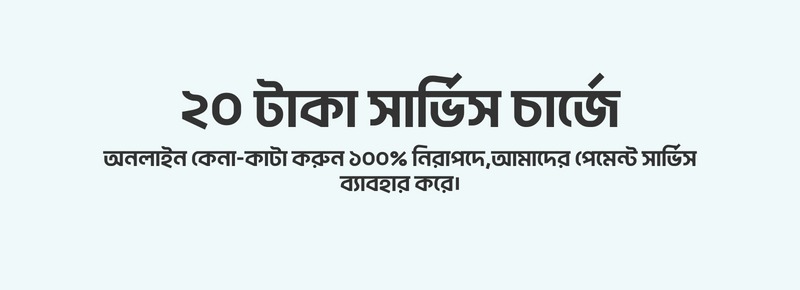 ২০ টাকা সার্ভিস চার্জে
অনলাইন কেনা-কাটা করুন ১০০% নিরাপদে,আমাদের পেমেন্ট সার্ভিস
ব্যাবহার করে।